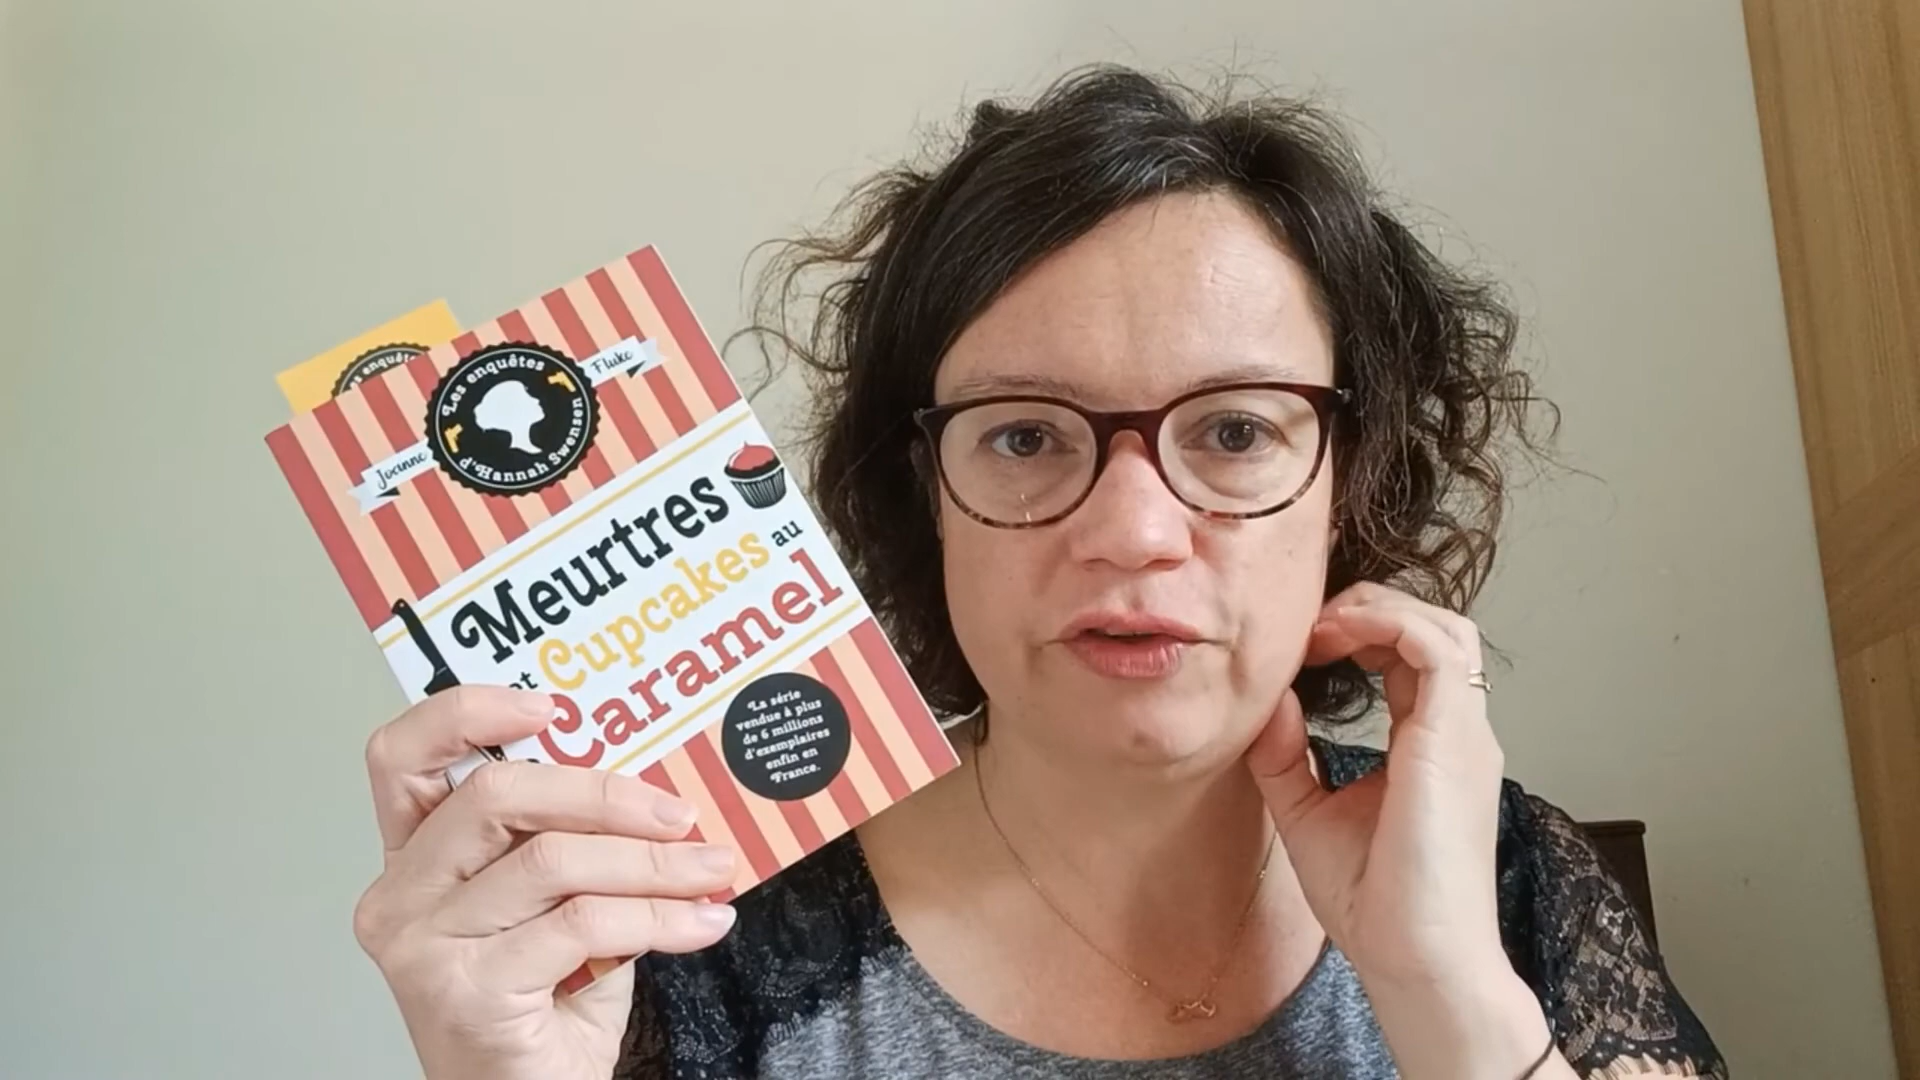 s enquête
Les enquêtes
d'Hannah Swensen
Joanne
Fluke
Meurtres
et Cupcakes au
Caramel
La série
vendue à plus
de 6 millions
d'exemplaires
enfin en
France.